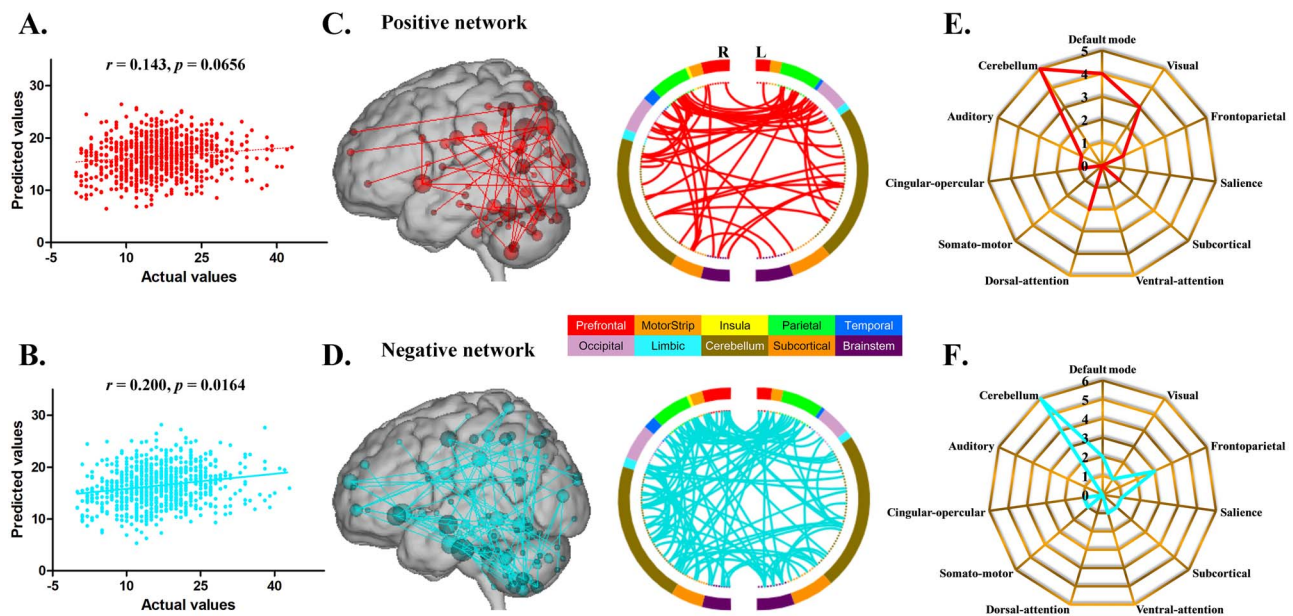 A.
r = 0.143, p = 0.0656
Predicted values
30
20
10
0
-5
10
25
40
Actual values
C.
Positive network
R
L
E.
Default mode
Visual
Frontoparietal
Salience
Subcortical
Ventral-attention
Dorsal-attention
Somato-motor
Cingular-opercular
Auditory
Cerebellum
5
4
3
2
1
0
Prefrontal
MotorStrip
Insula
Parietal
Temporal
Occipital
Limbic
Cerebellum
Subcortical
Brainstem
B.
r = 0.200, p = 0.0164
Predicted values
30
20
10
0
-5
10
25
40
Actual values
D.
Negative network
F.
Default mode
Visual
Frontoparietal
Salience
Subcortical
Ventral-attention
Dorsal-attention
Somato-motor
Cingular-opercular
Auditory
Cerebellum
6
5
4
3
2
1
0